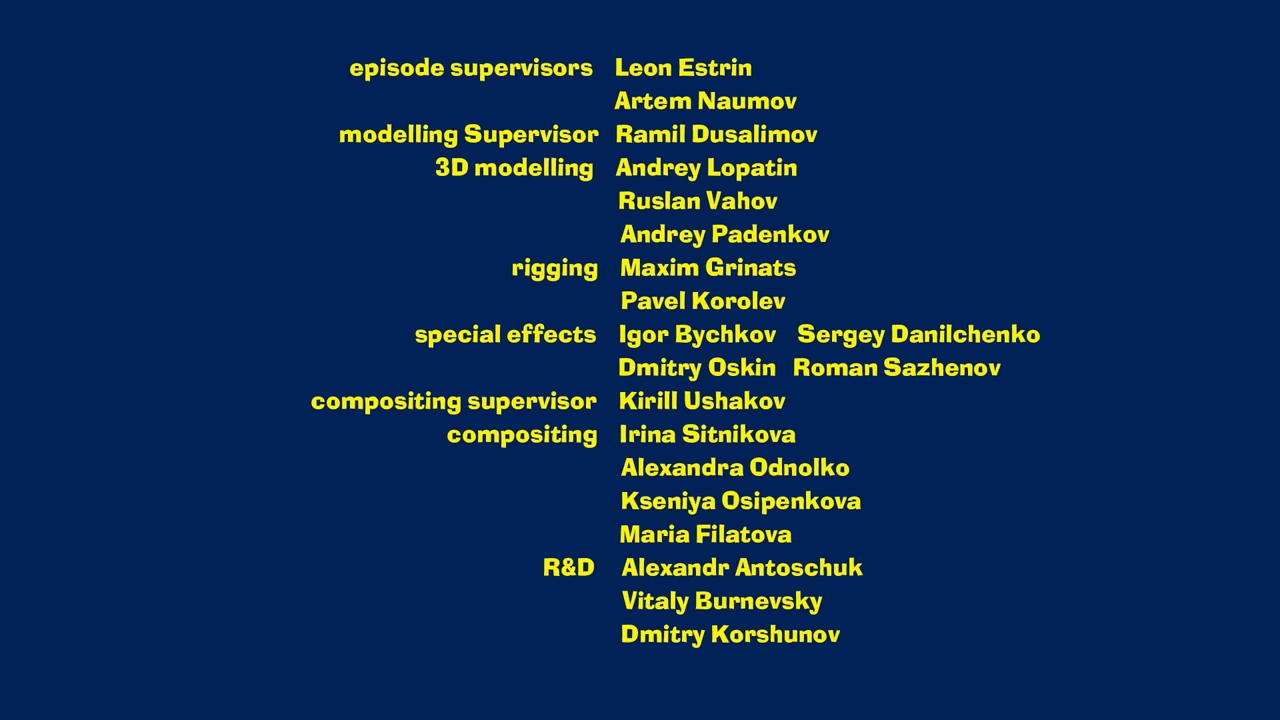 episode supervisors Leon Estrin
Artem Naumov
modelling Supervisor Ramil Dusalimov
3D modelling Andrey Lopatin
Ruslan Vahov
Andrey Padenkov
rigging Maxim Grinats
Pavel Korolev
special effects Igor Bychkov Sergey Danilchenko
Dmitry Oskin Roman Sazhenov
compositing supervisor Kirill Ushakov
compositing Irina Sitnikova
Alexandra Odnolko
Kseniya Osipenkova
Maria Filatova
R&D Alexandr Antoschuk
Vitaly Burnevsky
Dmitry Korshunov